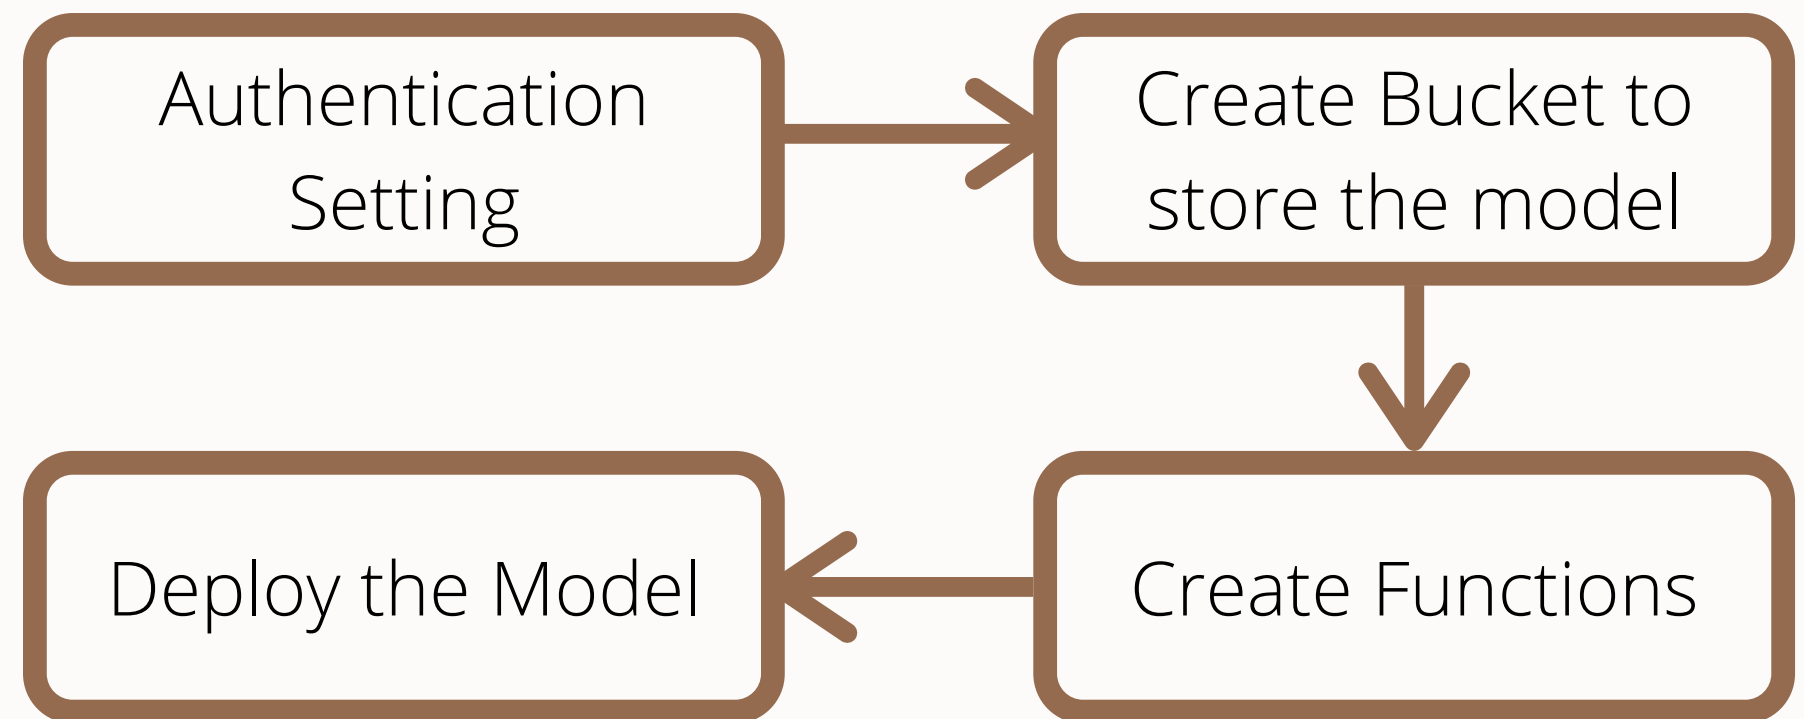 Authentication
Setting
Create Bucket to
store the model
Create Functions
Deploy the Model